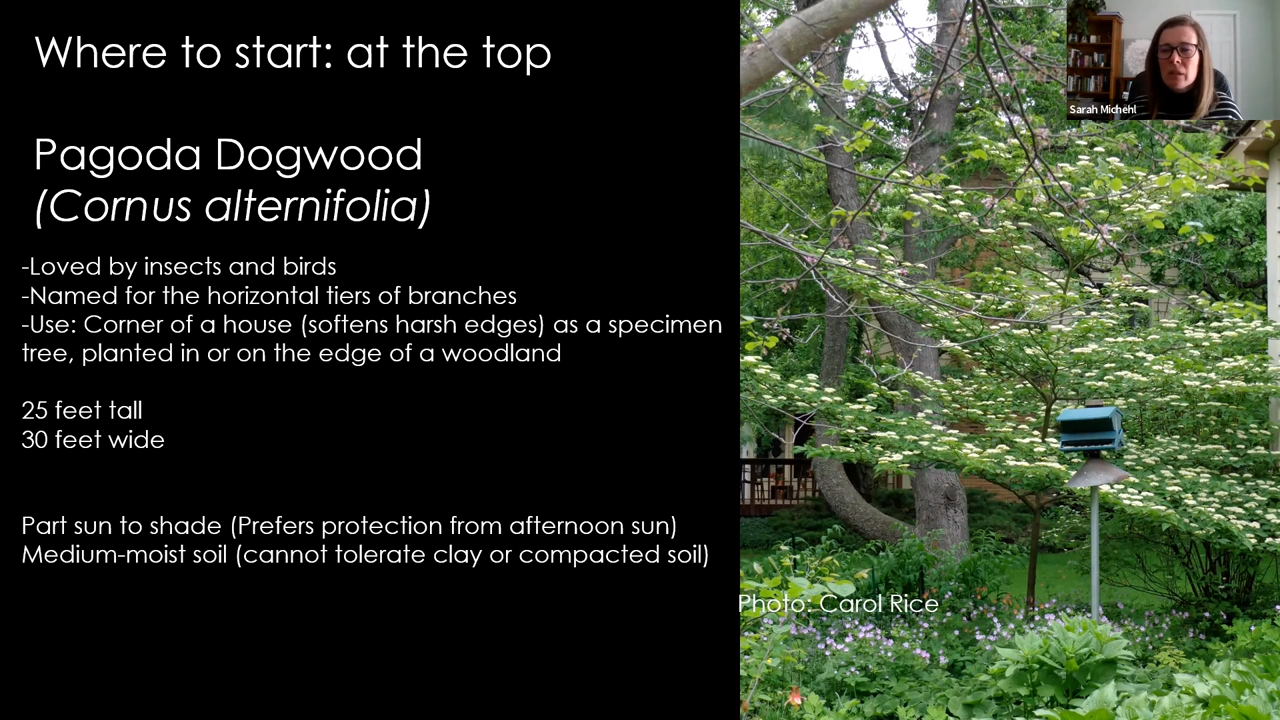 Where to start: at the top
Sarah Michehl
Pagoda Dogwood
(Cornus alternifolia)
-Loved by insects and birds
-Named for the horizontal tiers of branches
-Use: Corner of a house (softens harsh edges) as a specimen
tree, planted in or on the edge of a woodland
25 feet tall
30 feet wide
Part sun to shade (Prefers protection from afternoon sun)
Medium-moist soil (cannot tolerate clay or compacted soil)
Photo: Carol Rice